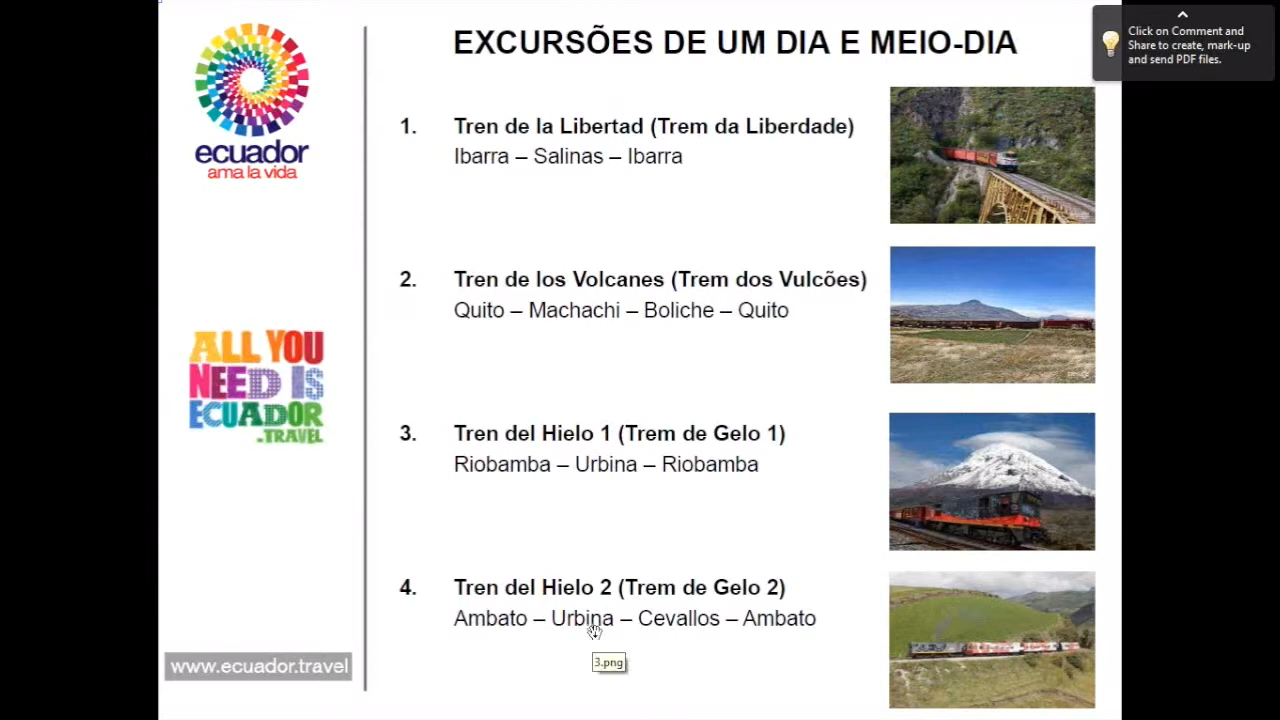 EXCURSÕES DE UM DIA E MEIO-DIA
Click on Comment and
Share to create, mark-up
and send PDF files.
ecuador
ama la vida
1. Tren de la Libertad (Trem da Liberdade)
Ibarra – Salinas – Ibarra
2. Tren de los Volcanes (Trem dos Vulcões)
Quito – Machachi – Boliche – Quito
ALL YOU
NEED IS
ECUADOR
.TRAVEL
3. Tren del Hielo 1 (Trem de Gelo 1)
Riobamba – Urbina – Riobamba
4. Tren del Hielo 2 (Trem de Gelo 2)
Ambato – Urbina – Cevallos – Ambato
3.png
www.ecuador.travel